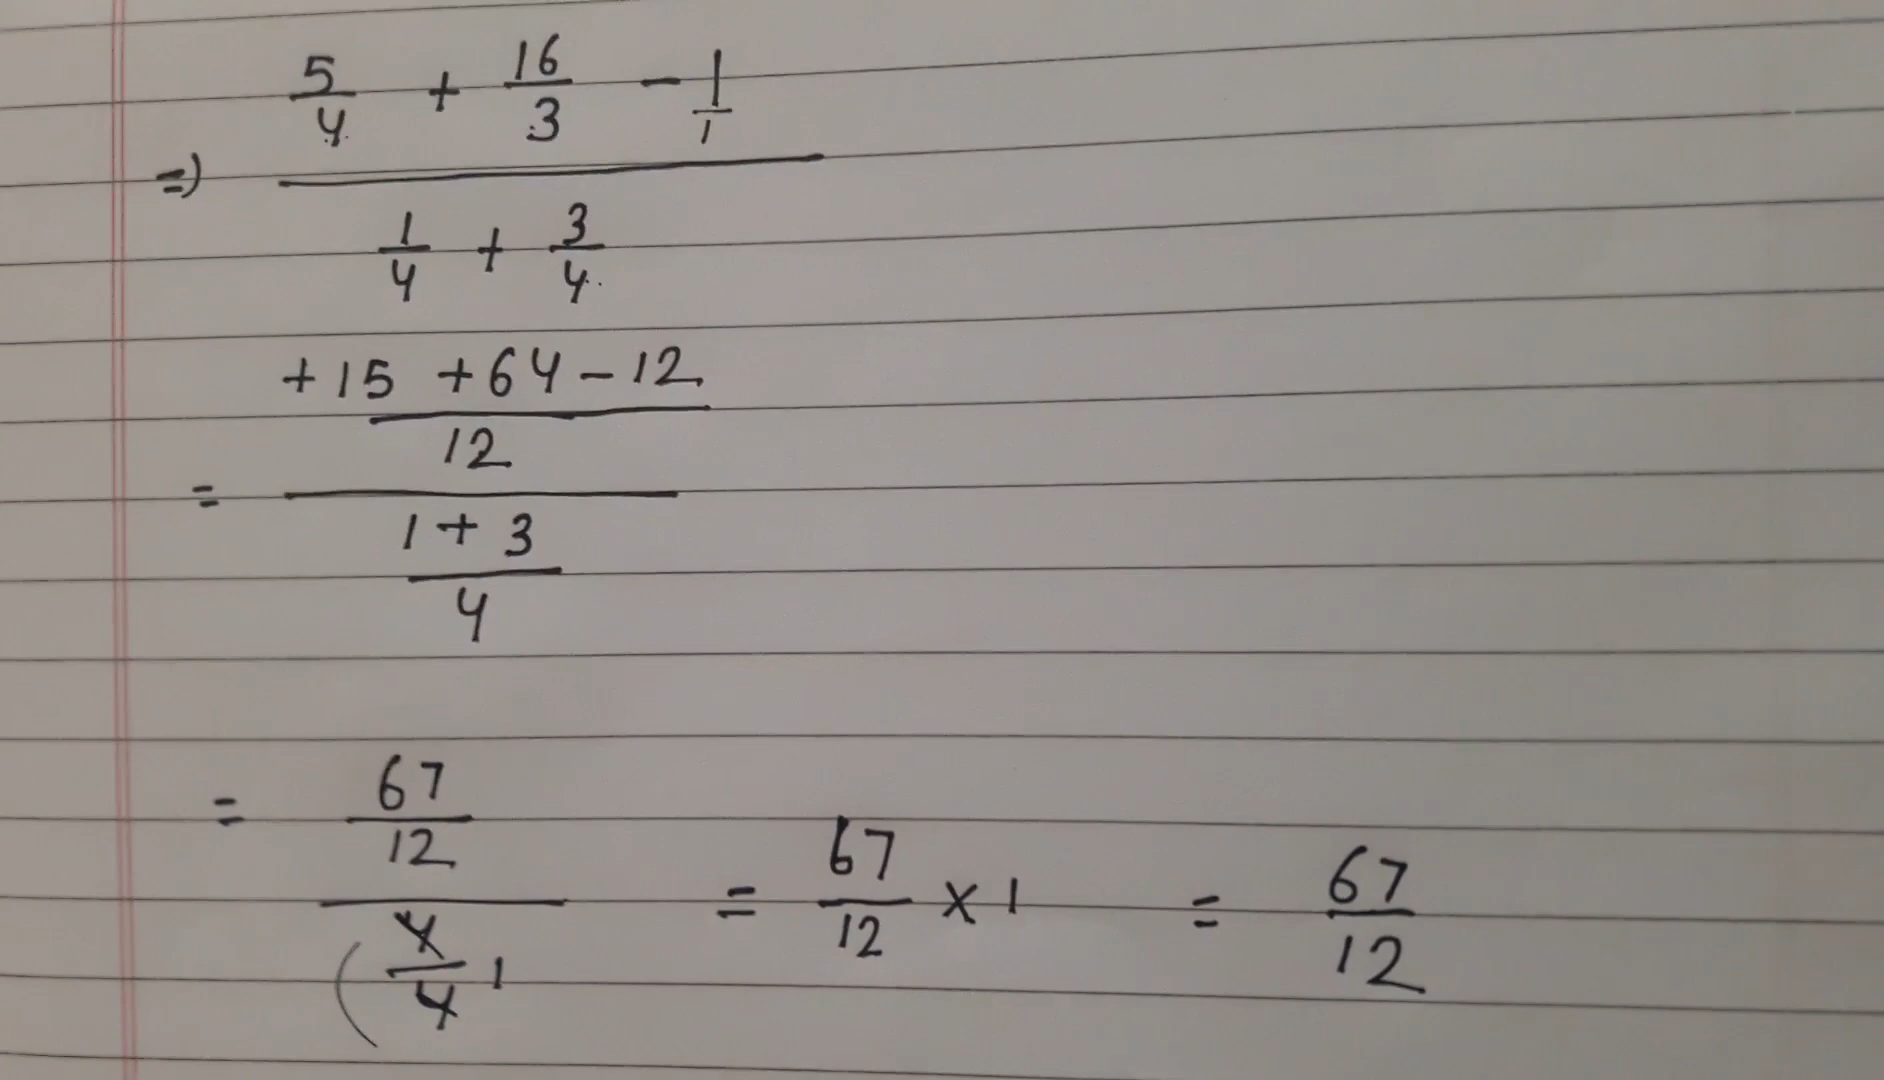 5/4 + 16/3 - 1/1
=)
1/4 + 3/4
+15 +64-12
12
=
1+3
4
67/12
= = 67/12 x 1 = 67/12
4/4 1